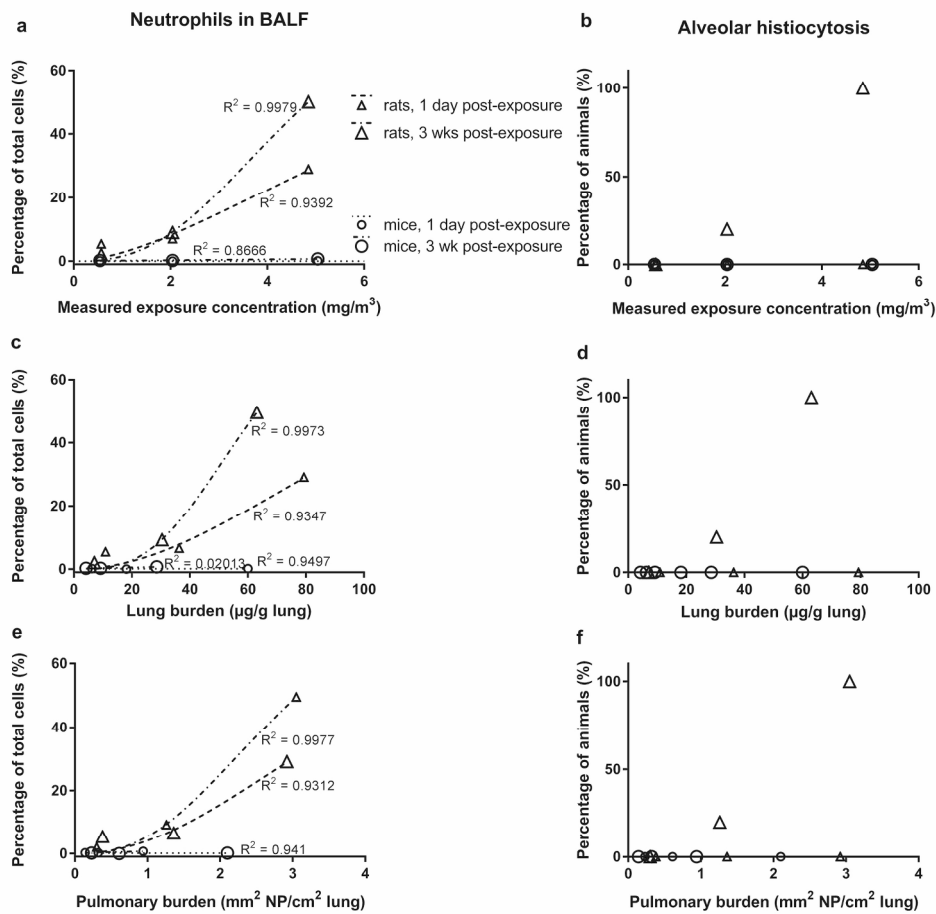 a
Neutrophils in BALF
Percentage of total cells (%)
60
40
20
0
R² = 0.9979
R² = 0.9392
R² = 0.8666
0 2 4 6
Measured exposure concentration (mg/m³)
rats, 1 day post-exposure
rats, 3 wks post-exposure
mice, 1 day post-exposure
mice, 3 wk post-exposure
b
Alveolar histiocytosis
Percentage of animals (%)
100
50
0
0 2 4 6
Measured exposure concentration (mg/m³)
c
Percentage of total cells (%)
60
40
20
0
R² = 0.9973
R² = 0.9347
R² = 0.02013
R² = 0.9497
0 20 40 60 80 100
Lung burden (µg/g lung)
d
Percentage of animals (%)
100
50
0
0 20 40 60 80 100
Lung burden (µg/g lung)
e
Percentage of total cells (%)
60
40
20
0
R² = 0.9977
R² = 0.9312
R² = 0.941
0 1 2 3 4
Pulmonary burden (mm² NP/cm² lung)
f
Percentage of animals (%)
100
50
0
0 1 2 3 4
Pulmonary burden (mm² NP/cm² lung)